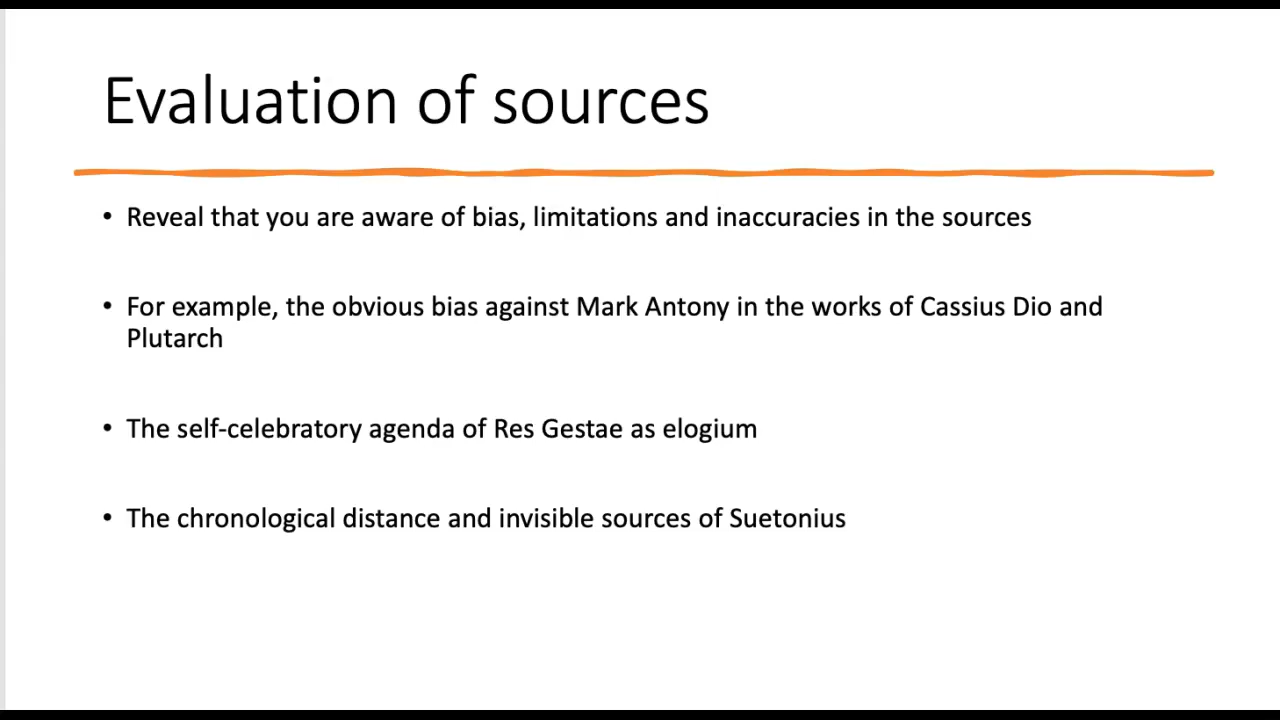 Evaluation of sources
• Reveal that you are aware of bias, limitations and inaccuracies in the sources
• For example, the obvious bias against Mark Antony in the works of Cassius Dio and
Plutarch
• The self-celebratory agenda of Res Gestae as elogium
• The chronological distance and invisible sources of Suetonius